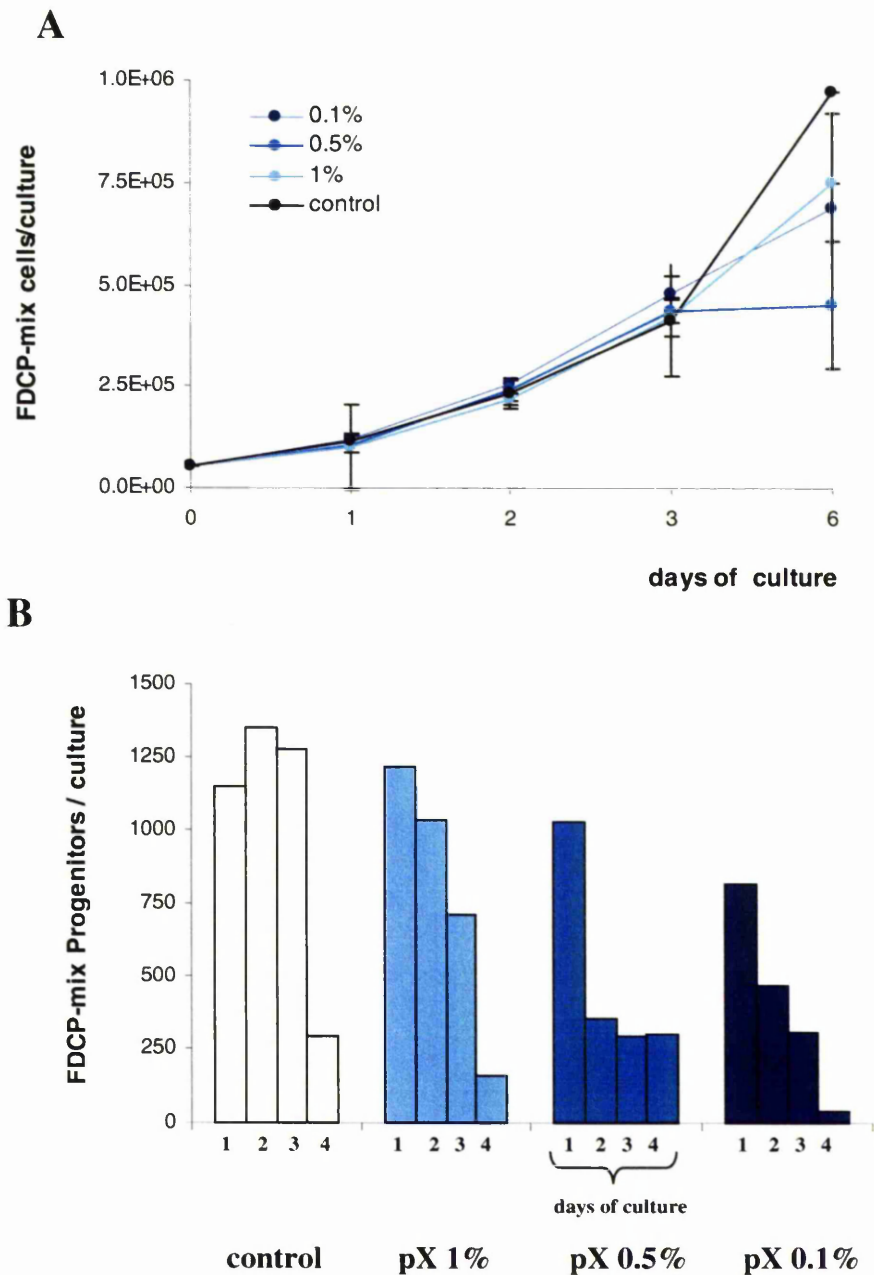 A
1.0E+06
7.5E+05
5.0E+05
2.5E+05
0.0E+00
FDCP-mix cells/culture
0.1%
0.5%
1%
control
0 1 2 3 6
days of culture
B
1500
1250
1000
750
500
250
0
FDCP-mix Progenitors / culture
1 2 3 4 1 2 3 4 1 2 3 4 1 2 3 4
days of culture
control pX 1% pX 0.5% pX 0.1%